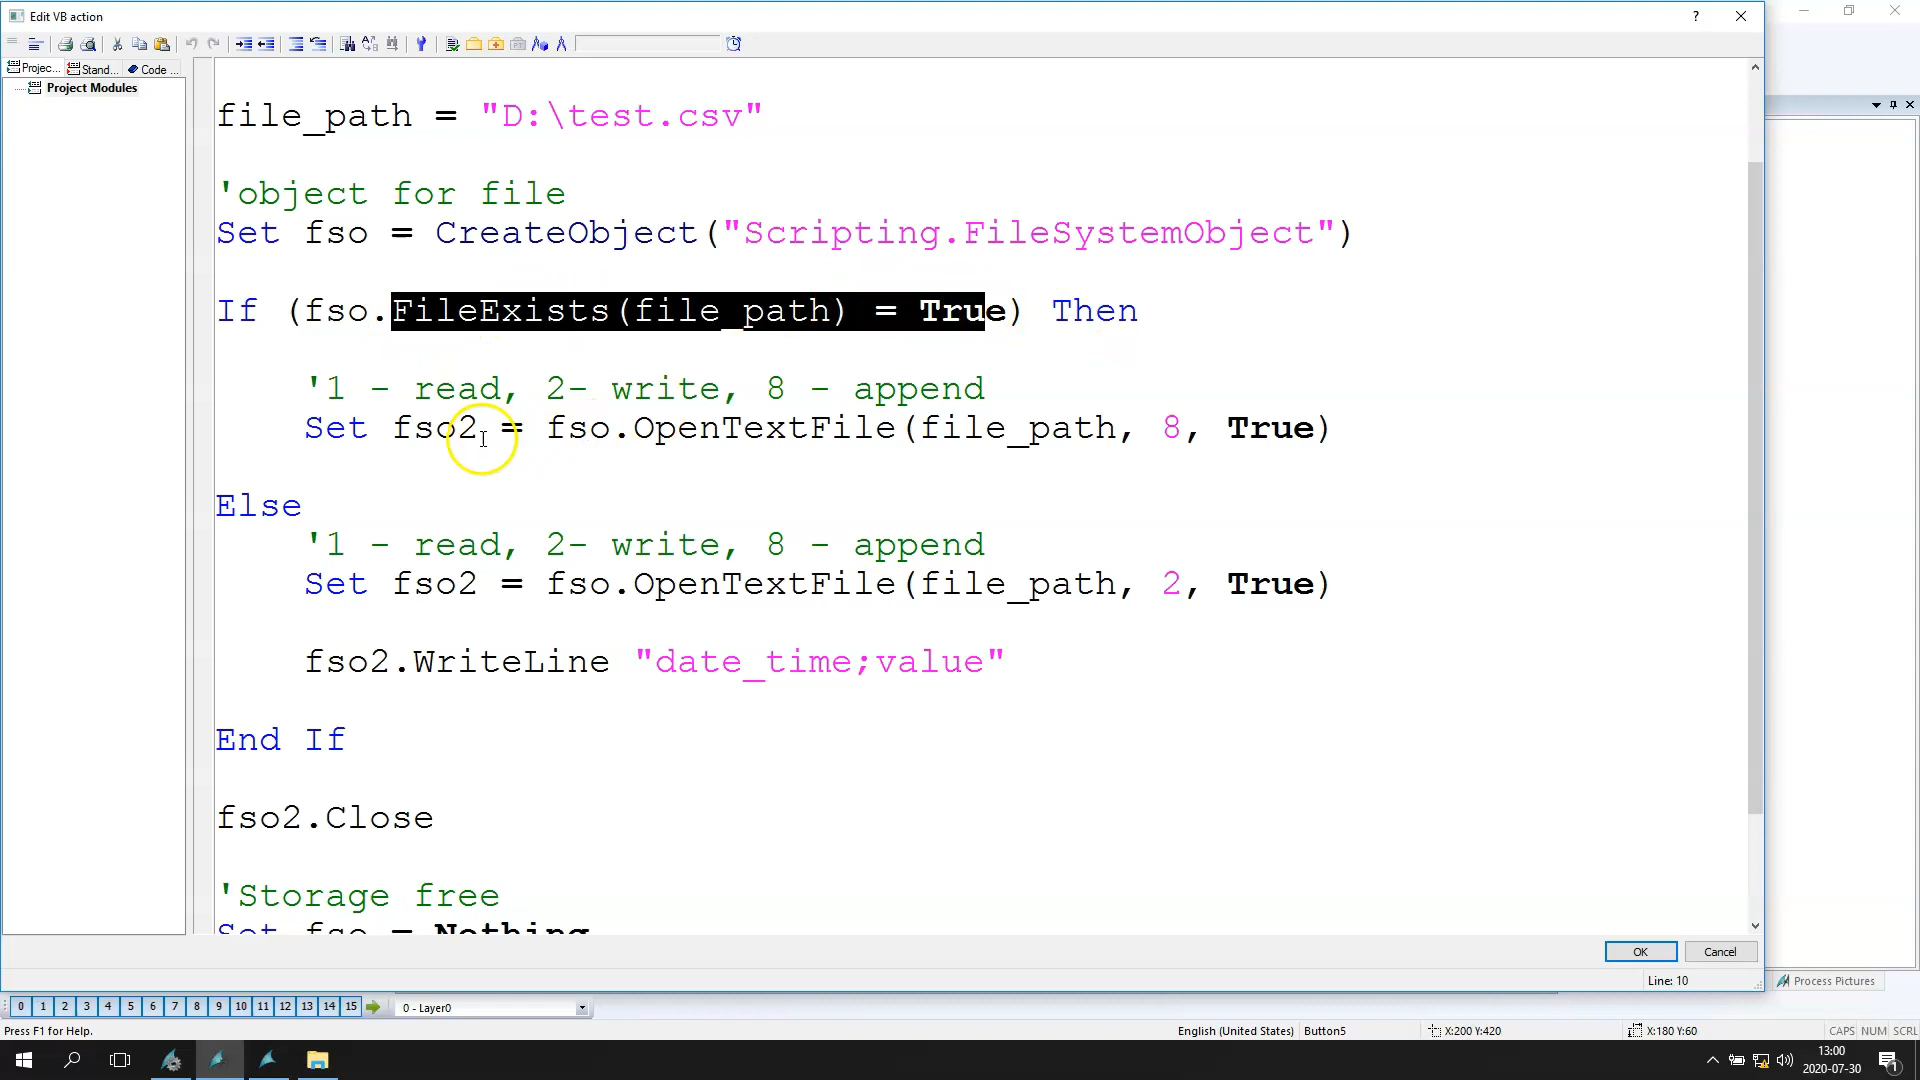 Edit VB action
?
Projec...
Stand...
Code ...
Project Modules
file_path = "D:\test.csv"
'object for file
Set fso = CreateObject("Scripting.FileSystemObject")
If (fso.FileExists(file_path) = True) Then
'1 - read, 2- write, 8 - append
Set fso2 = fso.OpenTextFile(file_path, 8, True)
Else
'1 - read, 2- write, 8 - append
Set fso2 = fso.OpenTextFile(file_path, 2, True)
fso2.WriteLine "date_time;value"
End If
fso2.Close
'Storage free
Set fso = Nothing
OK
Cancel
Line: 10
Process Pictures
0 1 2 3 4 5 6 7 8 9 10 11 12 13 14 15
0 - Layer0
Press F1 for Help.
English (United States)
Button5
X:200 Y:420
X:180 Y:60
CAPS NUM SCRL
13:00
2020-07-30
1